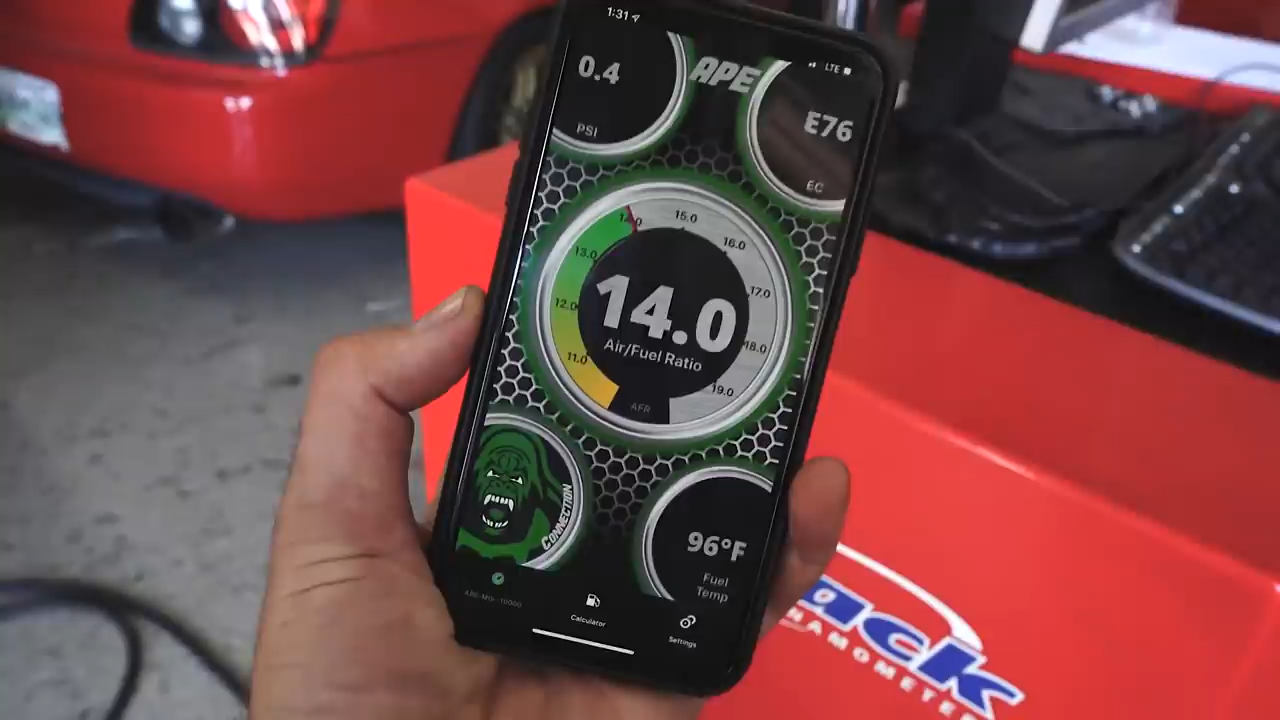 1:31
LTE
0.4
PSI
APE
E76
EC
14.0
15.0
13.0
16.0
12.0
17.0
11.0
18.0
19.0
14.0
Air/Fuel Ratio
AFR
CONNECTION
96°F
Fuel
Temp
Calculator
Settings
ack
NAMOMETER